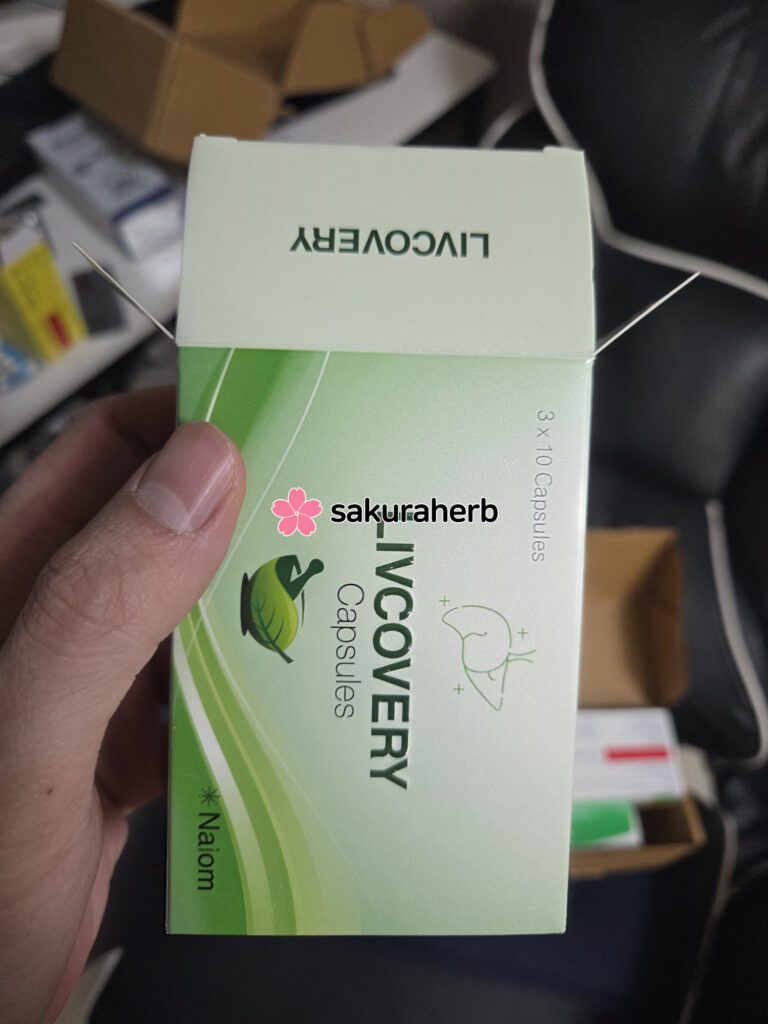 LIVCOVERY
3 x 10 Capsules
sakuraherb
LIVCOVERY
Capsules
Naiom